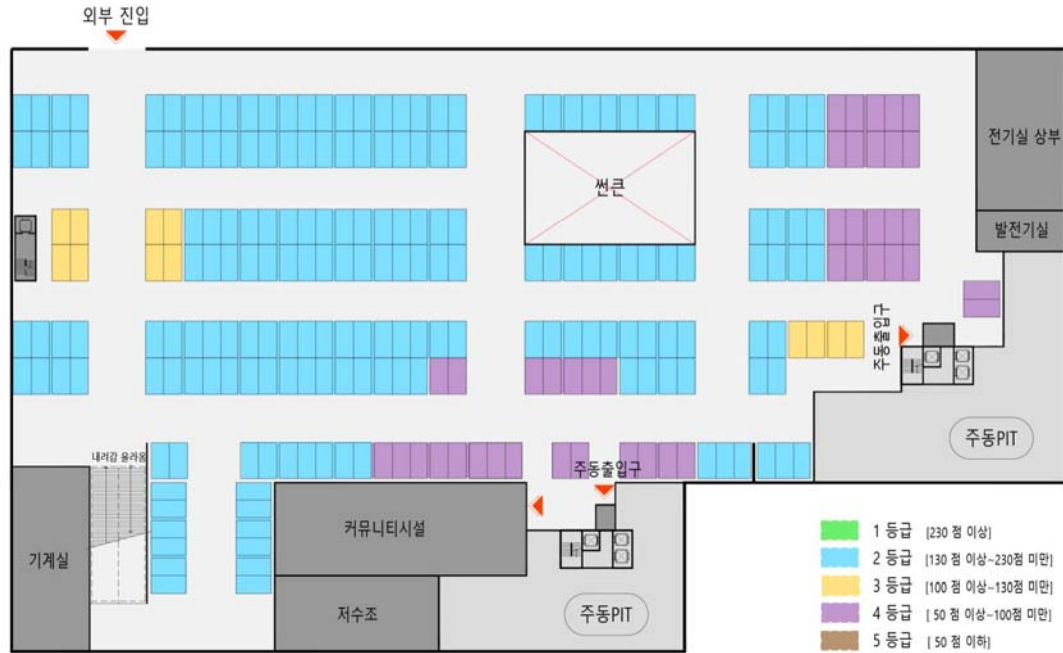 외부 진입
전기실 상부
썬큰
발전기실
주동출입구
주동PIT
내려감 올라옴
주동출입구
커뮤니티시설
기계실
저수조
주동PIT
1 등급 [230 점 이상]
2 등급 [130 점 이상~230점 미만]
3 등급 [100 점 이상~130점 미만]
4 등급 [ 50 점 이상~100점 미만]
5 등급 [ 50 점 이하]